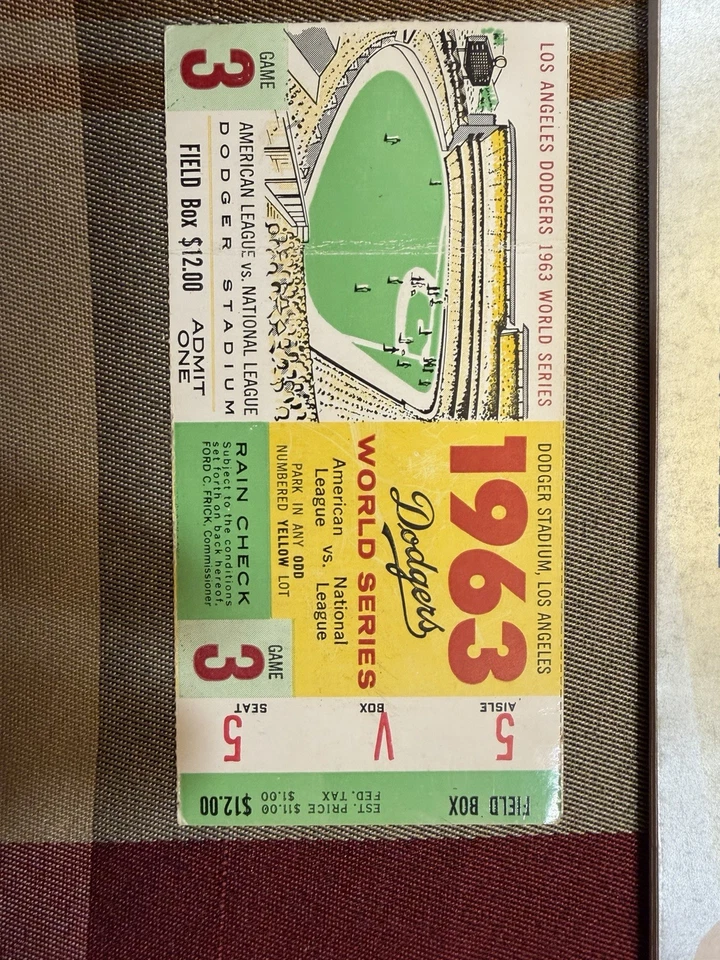 LOS ANGELES DODGERS 1963 WORLD SERIES
GAME
3
AMERICAN LEAGUE vs. NATIONAL LEAGUE
DODGER STADIUM
FIELD Box $12.00
ADMIT
ONE
DODGER STADIUM, LOS ANGELES
1963
Dodgers
WORLD SERIES
American vs. National
League League
PARK IN ANY ODD
NUMBERED YELLOW LOT
RAIN CHECK
Subject to the conditions
set forth on back hereof.
FORD C. FRICK, Commissioner
GAME
3
AISLE
5
BOX
V
SEAT
5
FIELD BOX
EST. PRICE $11.00
FED. TAX $1.00
$12.00